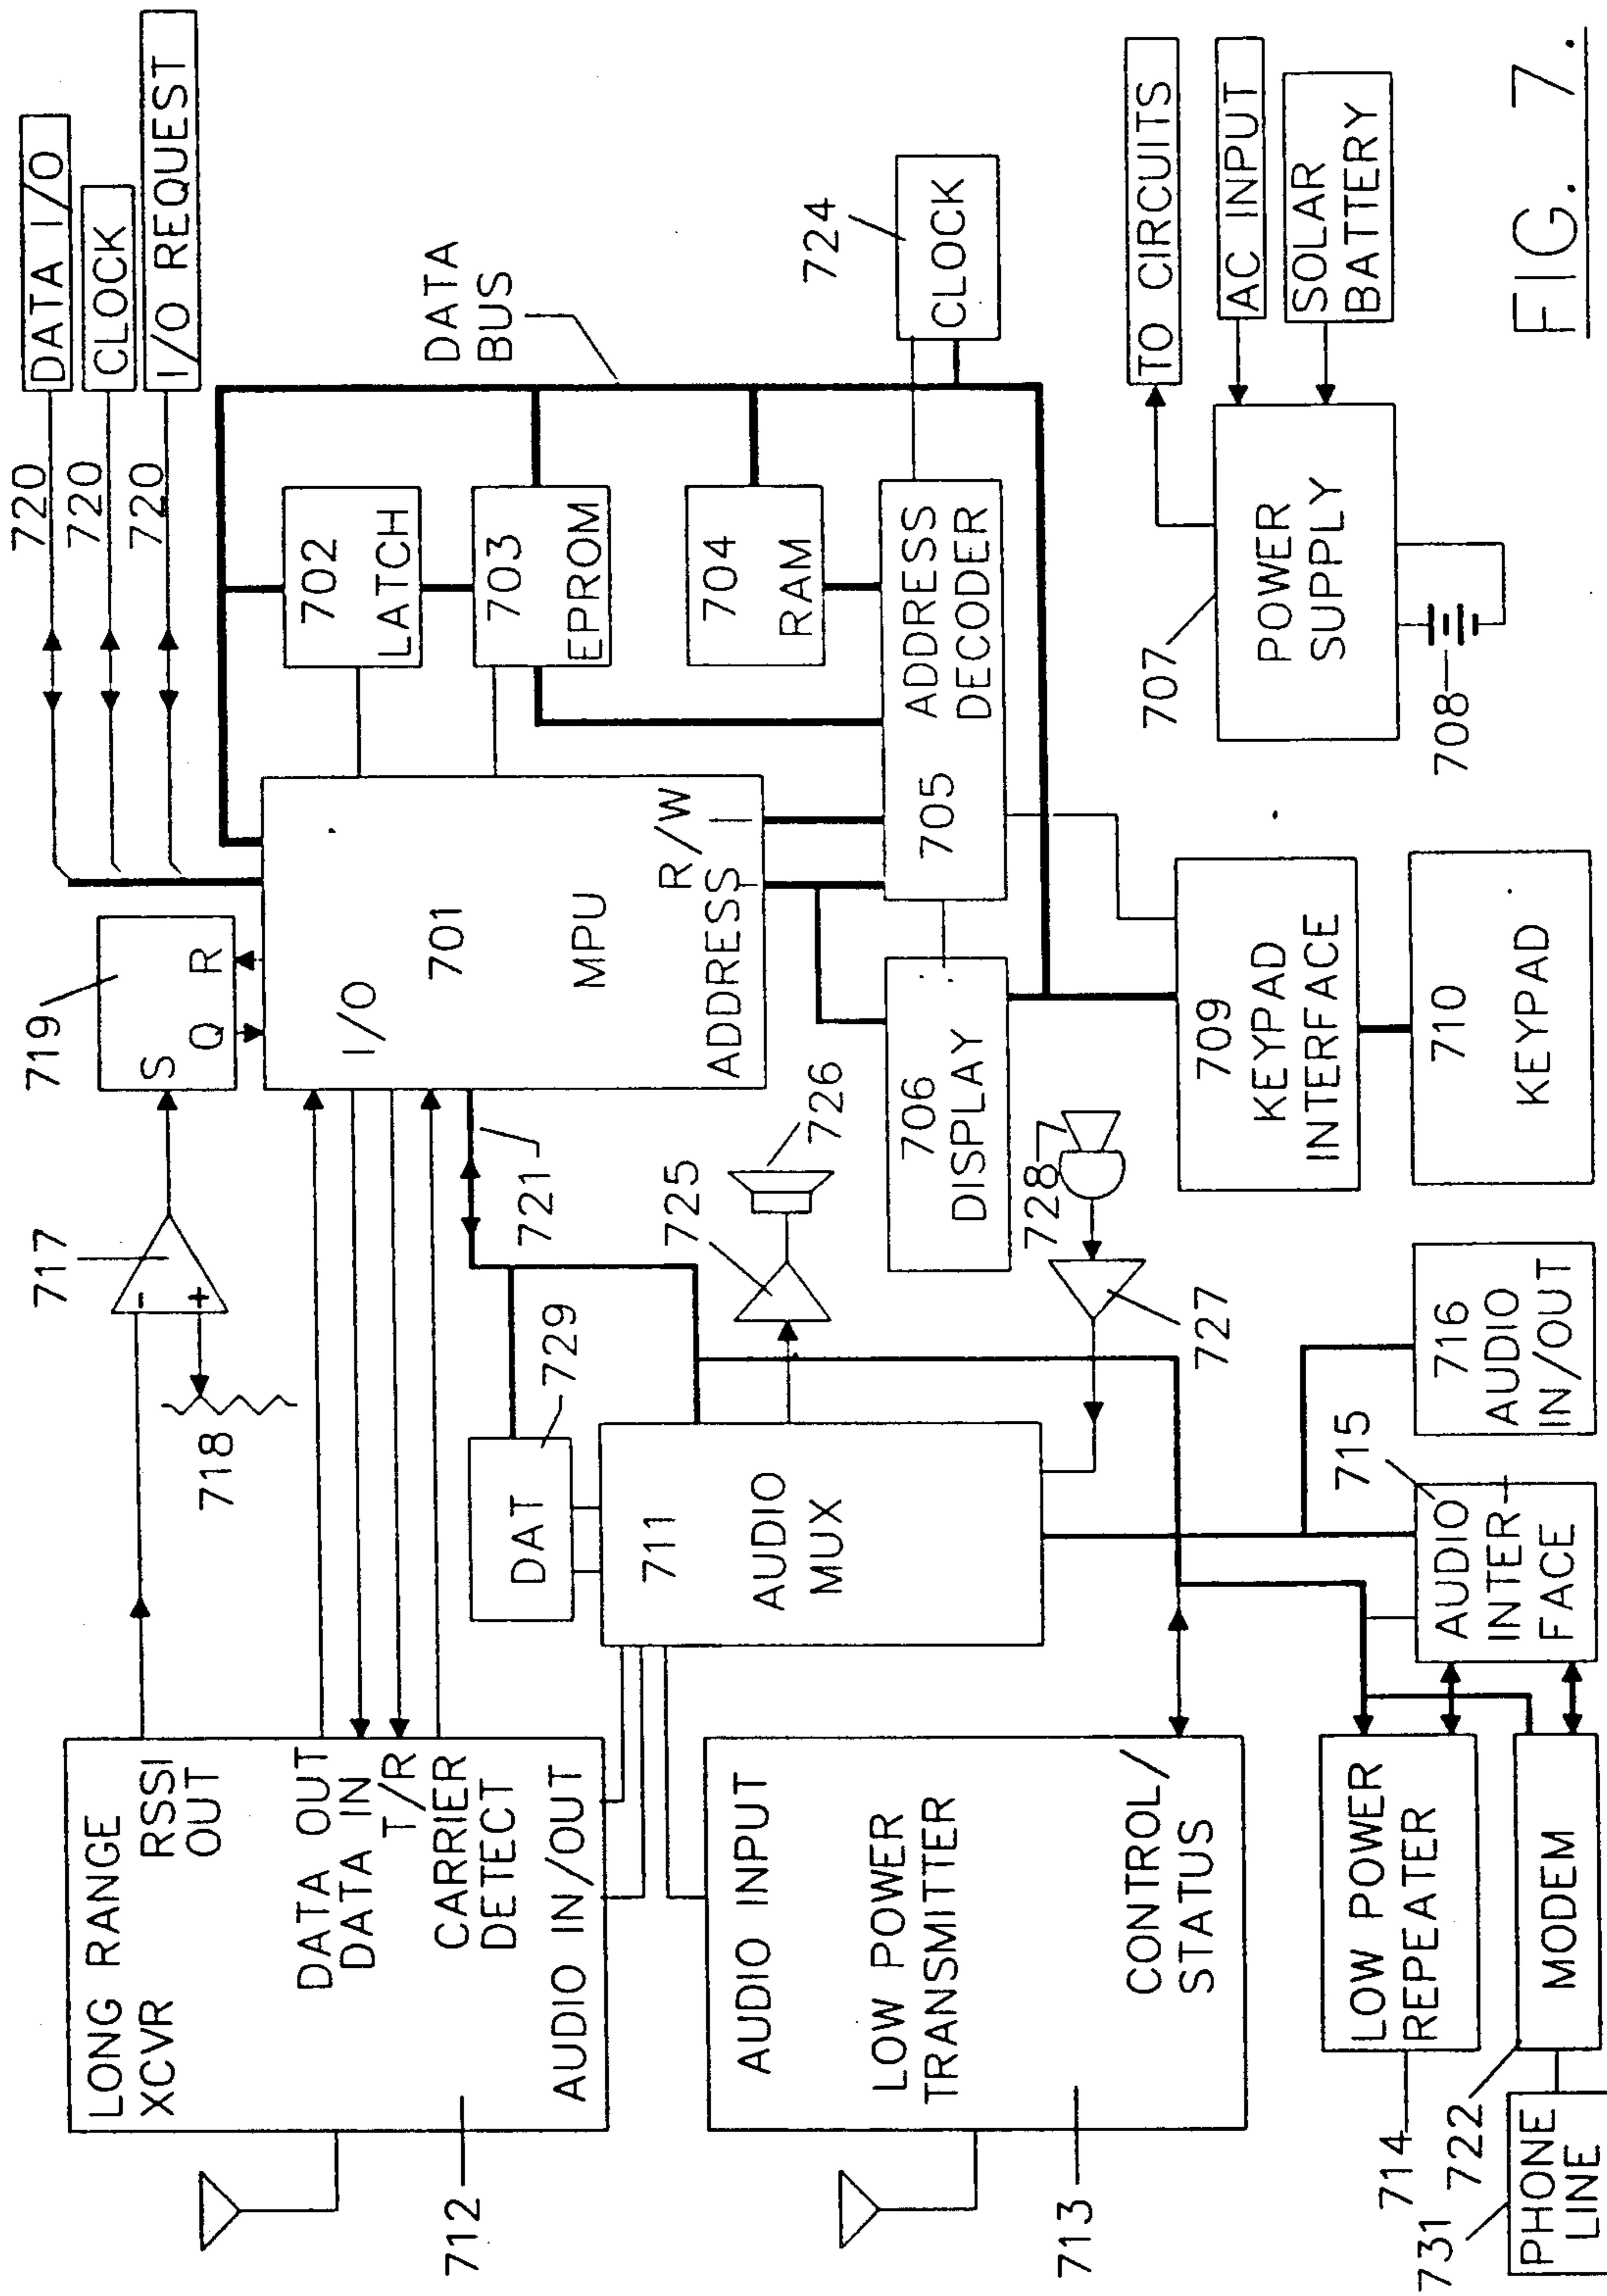 LONG RANGE
XCVR
RSSI
OUT
DATA OUT
DATA IN
T/R
CARRIER
DETECT
AUDIO IN/OUT
712
717
-
+
718
719
S
Q R
720
DATA I/O
720
CLOCK
720
I/O REQUEST
I/O
701
MPU
R/W
ADDRESS
721
702
LATCH
703
EPROM
704
RAM
705
ADDRESS
DECODER
DATA
BUS
724
CLOCK
729
DAT
711
AUDIO
MUX
725
726
706
DISPLAY
728
727
AUDIO INPUT
LOW POWER
TRANSMITTER
CONTROL/
STATUS
713
709
KEYPAD
INTERFACE
710
KEYPAD
707
POWER
SUPPLY
708
TO CIRCUITS
AC INPUT
SOLAR
BATTERY
714
LOW POWER
REPEATER
722
MODEM
731
PHONE
LINE
715
AUDIO
INTER-
FACE
716
AUDIO
IN/OUT
FIG. 7.